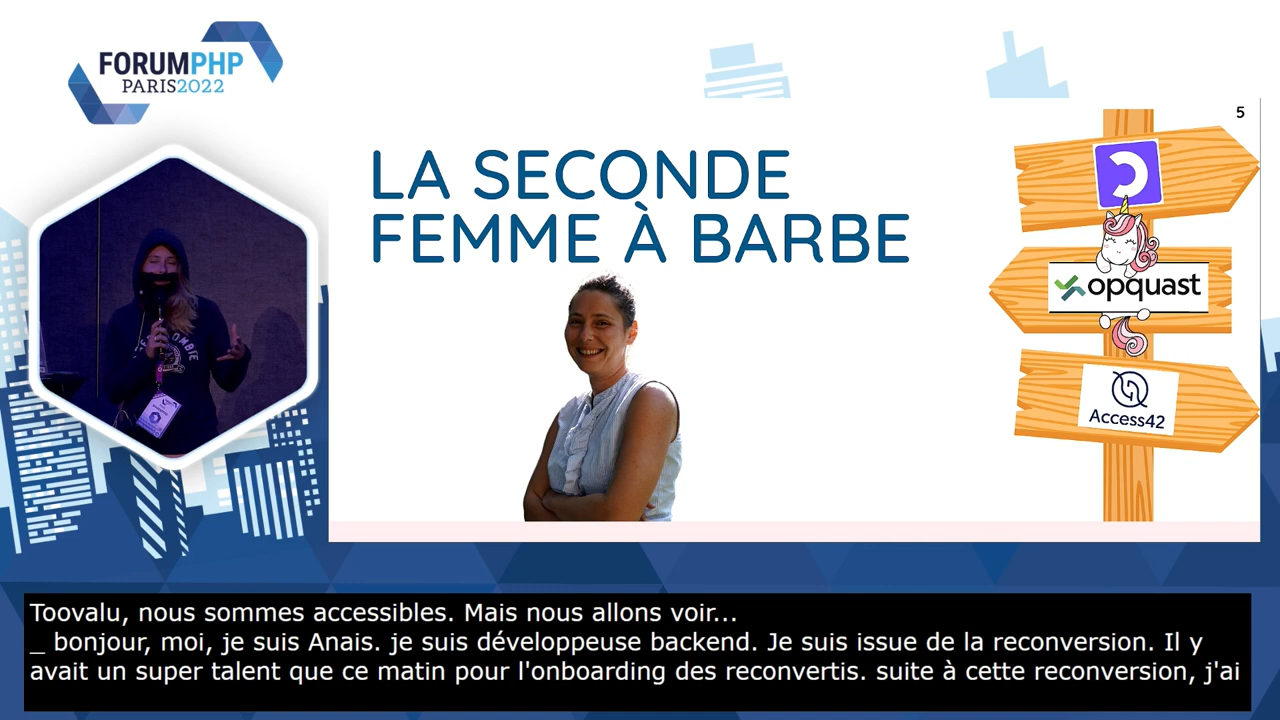 FORUMPHP
PARIS2022
5
LA SECONDE
FEMME À BARBE
opquast
Access42
Toovalu, nous sommes accessibles. Mais nous allons voir...
_ bonjour, moi, je suis Anais. je suis développeuse backend. Je suis issue de la reconversion. Il y
avait un super talent que ce matin pour l'onboarding des reconvertis. suite à cette reconversion, j'ai